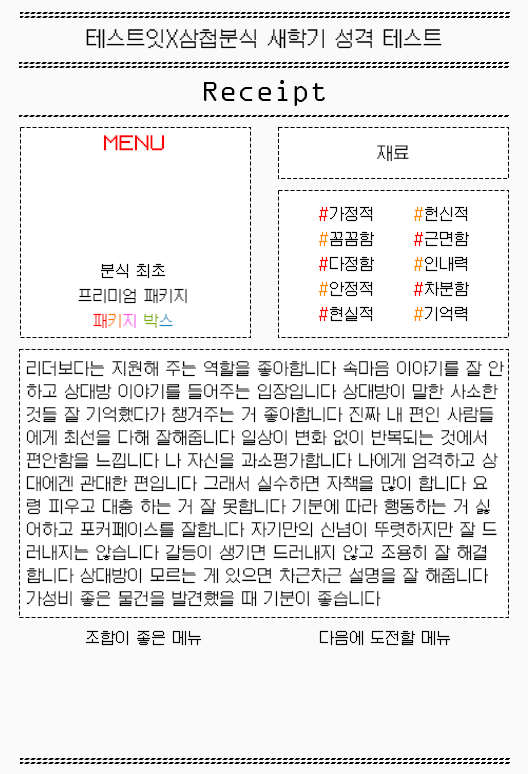 테스트잇X삼첩분식 새학기 성격 테스트
Receipt
MENU
분식 최초
프리미엄 패키지
패키지 박스
재료
#가정적 #헌신적
#꼼꼼함 #근면함
#다정함 #인내력
#안정적 #차분함
#현실적 #기억력
리더보다는 지원해 주는 역할을 좋아합니다 속마음 이야기를 잘 안
하고 상대방 이야기를 들어주는 입장입니다 상대방이 말한 사소한
것들 잘 기억했다가 챙겨주는 거 좋아합니다 진짜 내 편인 사람들
에게 최선을 다해 잘해줍니다 일상이 변화 없이 반복되는 것에서
편안함을 느낍니다 나 자신을 과소평가합니다 나에게 엄격하고 상
대에겐 관대한 편입니다 그래서 실수하면 자책을 많이 합니다 요
령 피우고 대충 하는 거 잘 못합니다 기분에 따라 행동하는 거 싫
어하고 포커페이스를 잘합니다 자기만의 신념이 뚜렷하지만 잘 드
러내지는 않습니다 갈등이 생기면 드러내지 않고 조용히 잘 해결
합니다 상대방이 모르는 게 있으면 차근차근 설명을 잘 해줍니다
가성비 좋은 물건을 발견했을 때 기분이 좋습니다
조합이 좋은 메뉴
다음에 도전할 메뉴